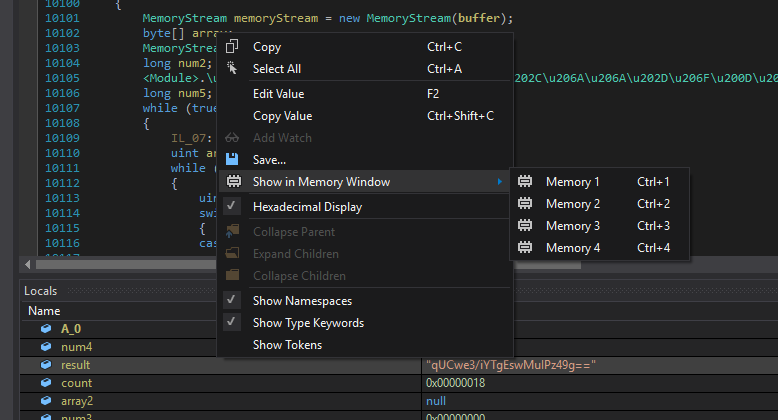 10100 {
10101 MemoryStream memoryStream = new MemoryStream(buffer);
10102 byte[] array
10103 MemoryStrea
10104 long num2;
10105 <Module>.\u 202C\u206A\u206A\u202D\u206F\u200D\u20
10106 long num5;
10107 while (true
10108 {
10109 IL_07:
10110 uint ar
10111 while (
10112 {
10113 uin
10114 swi
10115 {
10116 cas
10117
Copy Ctrl+C
Select All Ctrl+A
Edit Value F2
Copy Value Ctrl+Shift+C
Add Watch
Save...
Show in Memory Window
Memory 1 Ctrl+1
Memory 2 Ctrl+2
Memory 3 Ctrl+3
Memory 4 Ctrl+4
Hexadecimal Display
Collapse Parent
Expand Children
Collapse Children
Show Namespaces
Show Type Keywords
Show Tokens
Locals
Name
A_0
num4
result "qUCwe3/iYTgEswMulPz49g=="
count 0x00000018
array2 null
num3 0x00000000